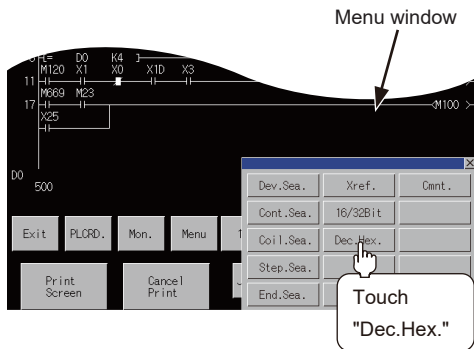 Menu window
D0 K4
M120 X1 X0 X1D X3
11
M669 M23
17 M100
X25
D0
500
Dev.Sea. Xref. Cmnt.
Cont.Sea. 16/32Bit
Exit PLCRD. Mon. Menu
Coil.Sea. Dec.Hex.
Step.Sea.
Print Screen
Cancel Print
End.Sea.
Touch
"Dec.Hex."